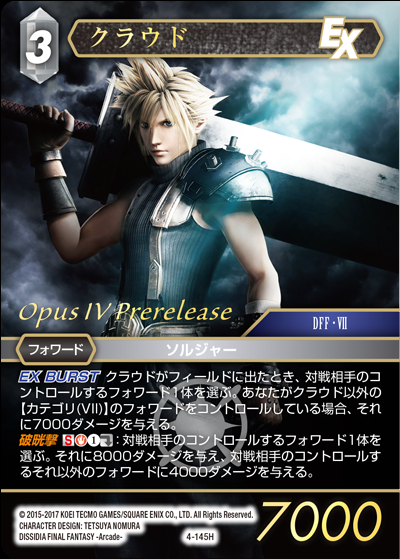 3
クラウド
EX
Opus IV Prerelease
DFF・VII
フォワード
ソルジャー
EX BURST クラウドがフィールドに出たとき、対戦相手のコ
ントロールするフォワード1体を選ぶ。あなたがクラウド以外の
【カテゴリ(VII)】のフォワードをコントロールしている場合、それ
に7000ダメージを与える。
破晄撃 S 1 : 対戦相手のコントロールするフォワード1体を
選ぶ。それに8000ダメージを与え、対戦相手のコントロールす
るそれ以外のフォワードに4000ダメージを与える。
© 2015-2017 KOEI TECMO GAMES/SQUARE ENIX CO., LTD. All Rights Reserved.
CHARACTER DESIGN: TETSUYA NOMURA
DISSIDIA FINAL FANTASY -Arcade-
4-145H
7000